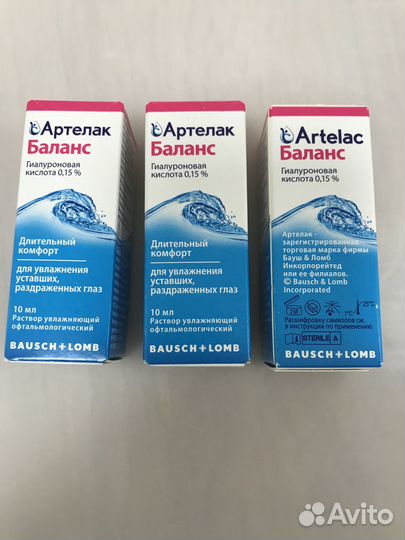 Артелак
Баланс
Гиалуроновая
кислота 0,15 %
Длительный
комфорт
для увлажнения
уставших,
раздраженных глаз
10 мл
Раствор увлажняющий
офтальмологический
BAUSCH + LOMB
Артелак
Баланс
Гиалуроновая
кислота 0,15 %
Длительный
комфорт
для увлажнения
уставших,
раздраженных глаз
10 мл
Раствор увлажняющий
офтальмологический
BAUSCH + LOMB
Artelac
Баланс
Гиалуроновая
кислота 0,15 %
Артелак -
зарегистрированная
торговая марка фирмы
Бауш & Ломб
Инкорпорейтед
или ее филиалов.
© Bausch & Lomb
Incorporated
2M 1°C 25°C
Расшифровку символов см.
в инструкции по применению
STERILE A
BAUSCH + LOMB
Avito